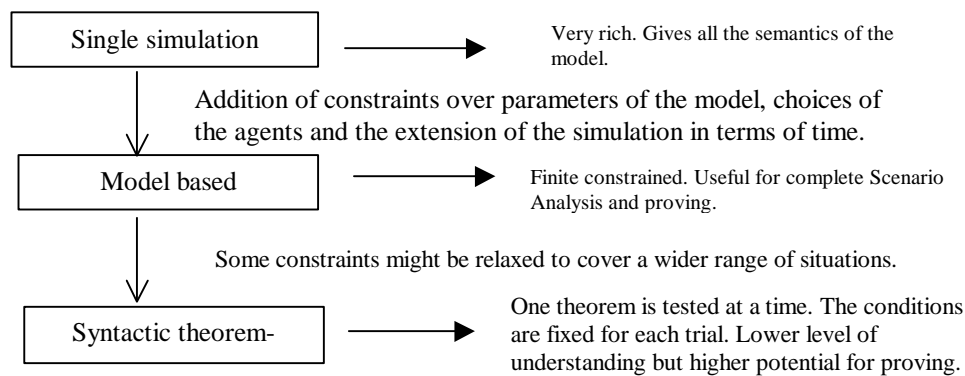 Single simulation
Very rich. Gives all the semantics of the
model.
Addition of constraints over parameters of the model, choices of
the agents and the extension of the simulation in terms of time.
Model based
Finite constrained. Useful for complete Scenario
Analysis and proving.
Some constraints might be relaxed to cover a wider range of situations.
Syntactic theorem-
One theorem is tested at a time. The conditions
are fixed for each trial. Lower level of
understanding but higher potential for proving.